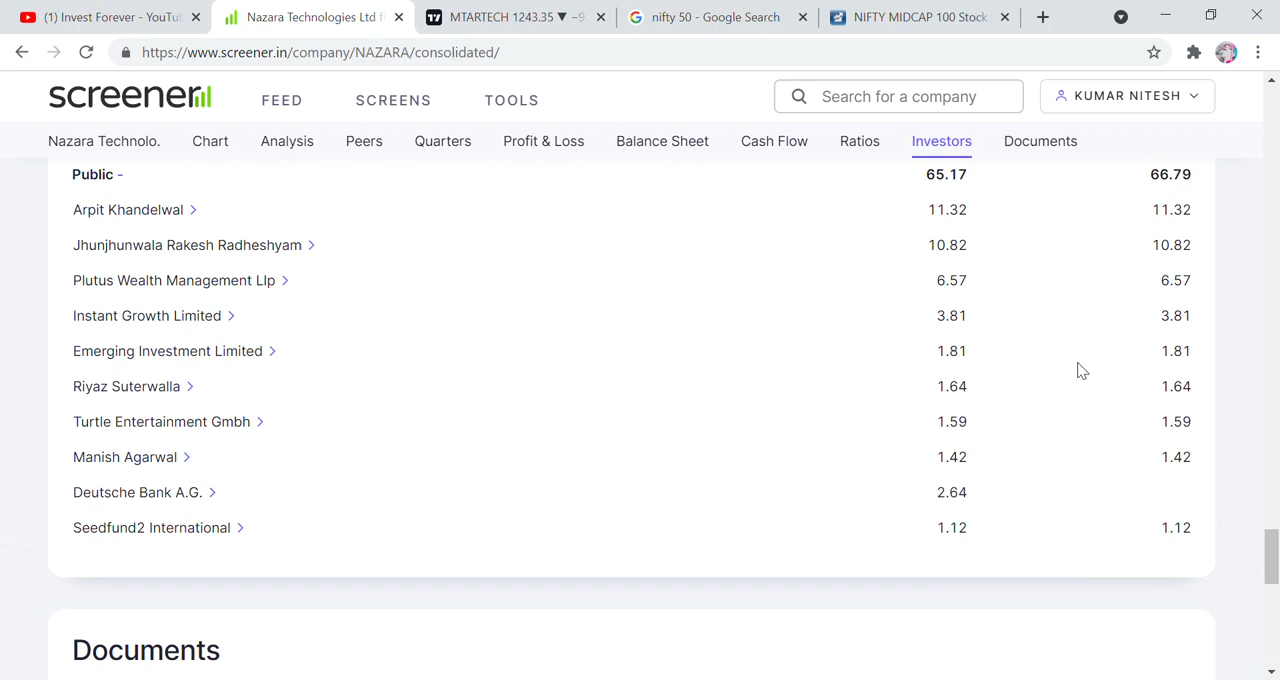 (1) Invest Forever - YouTu
Nazara Technologies Ltd fi
MTARTECH 1243.35 ▼ −9.
nifty 50 - Google Search
NIFTY MIDCAP 100 Stock
https://www.screener.in/company/NAZARA/consolidated/
screener
FEED
SCREENS
TOOLS
Search for a company
KUMAR NITESH
Nazara Technolo. Chart Analysis Peers Quarters Profit & Loss Balance Sheet Cash Flow Ratios Investors Documents
Public - 65.17 66.79
Arpit Khandelwal > 11.32 11.32
Jhunjhunwala Rakesh Radheshyam > 10.82 10.82
Plutus Wealth Management Llp > 6.57 6.57
Instant Growth Limited > 3.81 3.81
Emerging Investment Limited > 1.81 1.81
Riyaz Suterwalla > 1.64 1.64
Turtle Entertainment Gmbh > 1.59 1.59
Manish Agarwal > 1.42 1.42
Deutsche Bank A.G. > 2.64
Seedfund2 International > 1.12 1.12
Documents